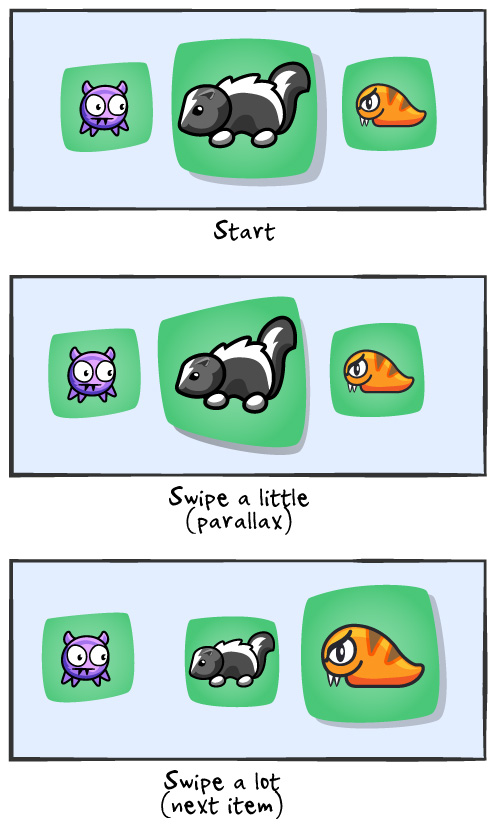 Start
Swipe a little
(parallax)
Swipe a lot
(next item)